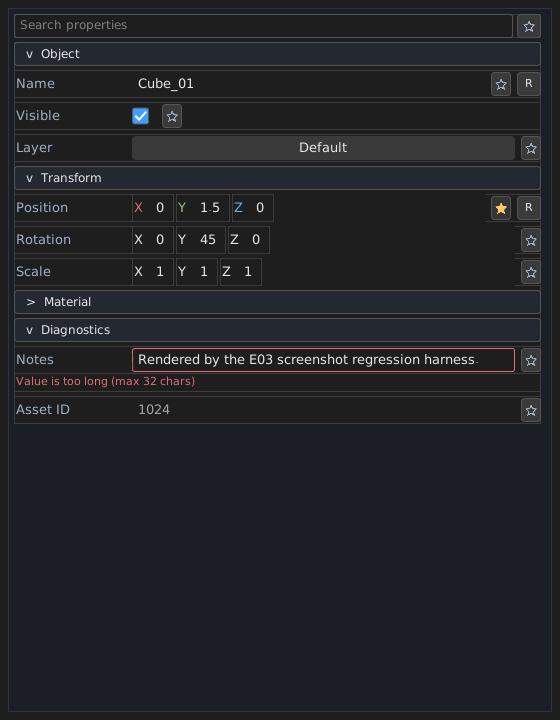 Search properties
v Object
Name Cube_01 R
Visible
Layer Default
v Transform
Position X 0 Y 1.5 Z 0 R
Rotation X 0 Y 45 Z 0
Scale X 1 Y 1 Z 1
> Material
v Diagnostics
Notes Rendered by the E03 screenshot regression harness.
Value is too long (max 32 chars)
Asset ID 1024